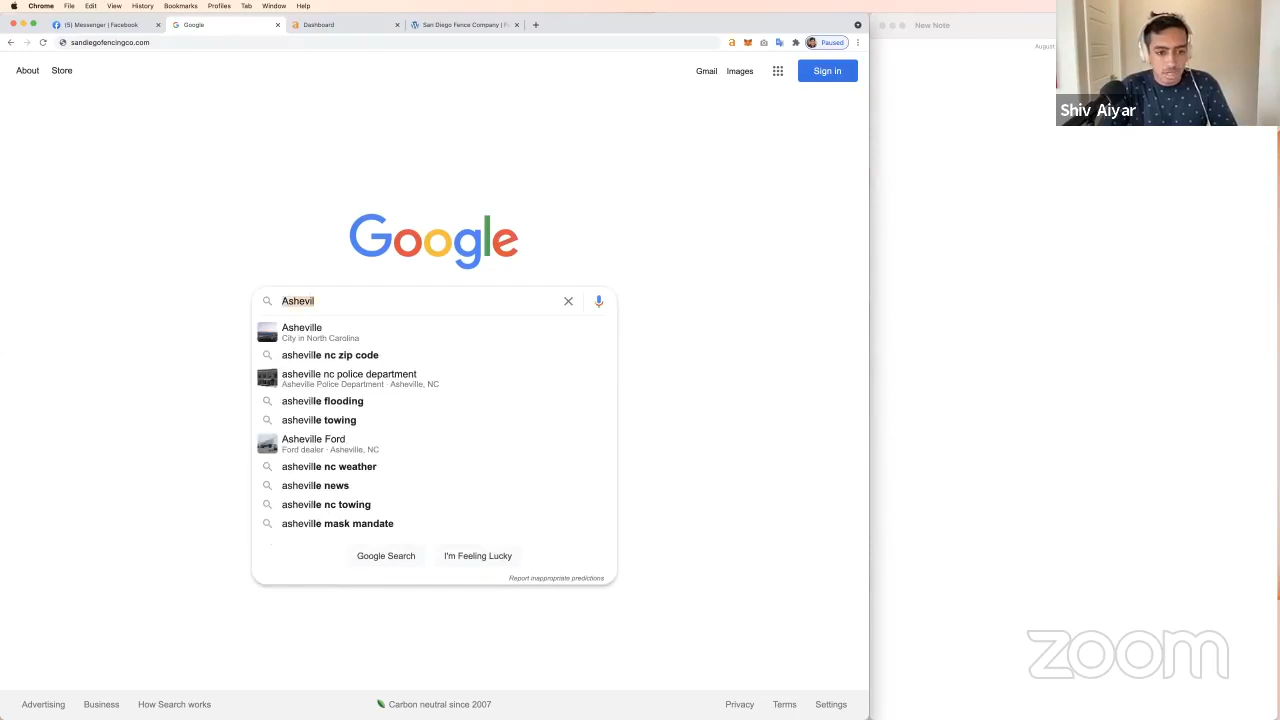 Chrome File Edit View History Bookmarks Profiles Tab Window Help
(5) Messenger | Facebook
Google
Dashboard
San Diego Fence Company | F
New Note
sandiegofencingcu.com
Paused
August
About Store
Gmail Images
Sign in
Shiv Aiyar
Google
Ashevil
Asheville
City in North Carolina
asheville nc zip code
asheville nc police department
Asheville Police Department · Asheville, NC
asheville flooding
asheville towing
Asheville Ford
Ford dealer · Asheville, NC
asheville nc weather
asheville news
asheville nc towing
asheville mask mandate
Google Search I'm Feeling Lucky
Report inappropriate predictions
zoom
Advertising Business How Search works
Carbon neutral since 2007
Privacy Terms Settings